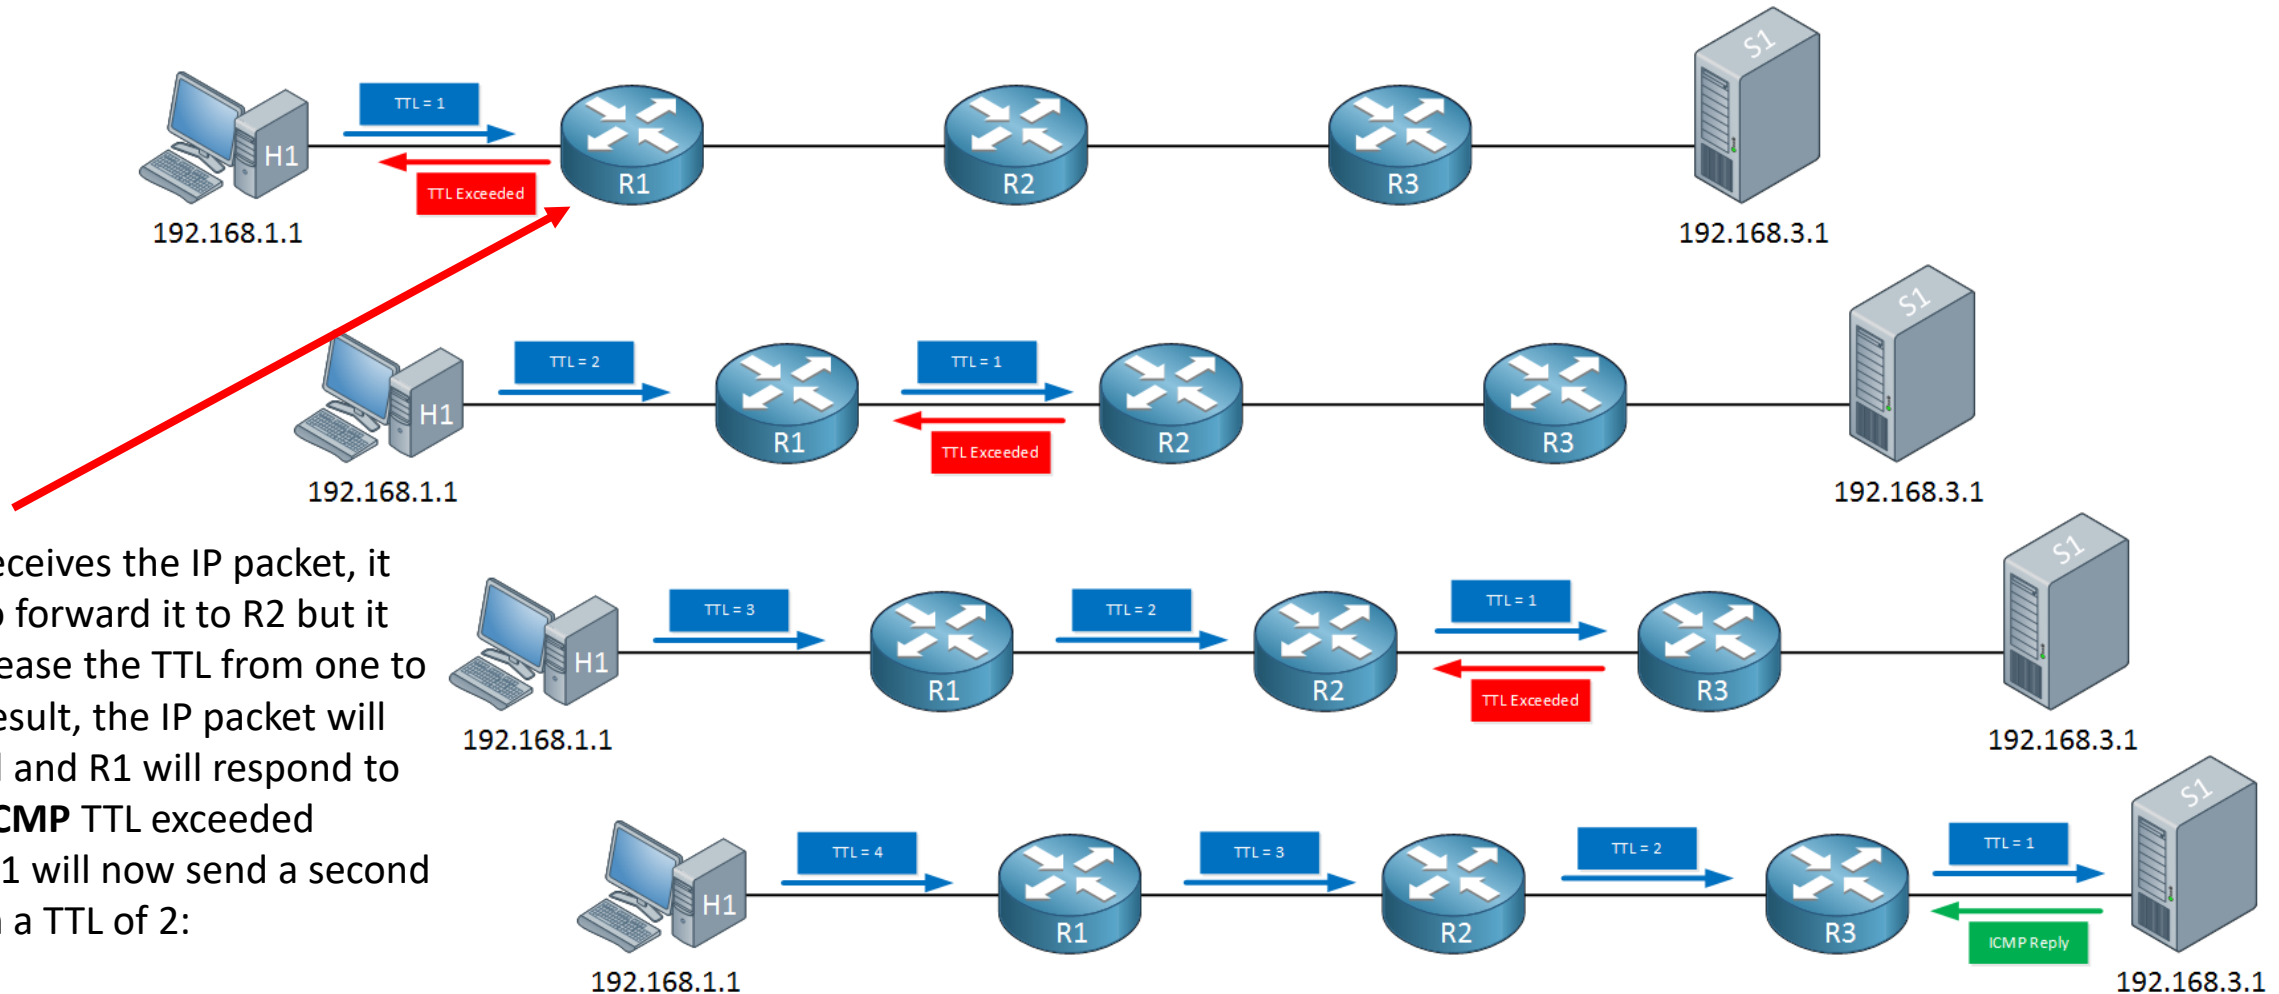 S1
TTL = 1
H1
R1
R2
R3
TTL Exceeded
192.168.1.1
192.168.3.1
S1
TTL = 2
TTL = 1
H1
R1
R2
R3
TTL Exceeded
192.168.1.1
192.168.3.1
S1
TTL = 3
TTL = 2
TTL = 1
H1
R1
R2
R3
TTL Exceeded
192.168.1.1
192.168.3.1
the IP packet, it
forward it to R2 but it
the TTL from one to
the IP packet will
and R1 will respond to
TTL exceeded
will now send a second
a TTL of 2:
S1
TTL = 4
TTL = 3
TTL = 2
TTL = 1
H1
R1
R2
R3
ICMP Reply
192.168.1.1
192.168.3.1